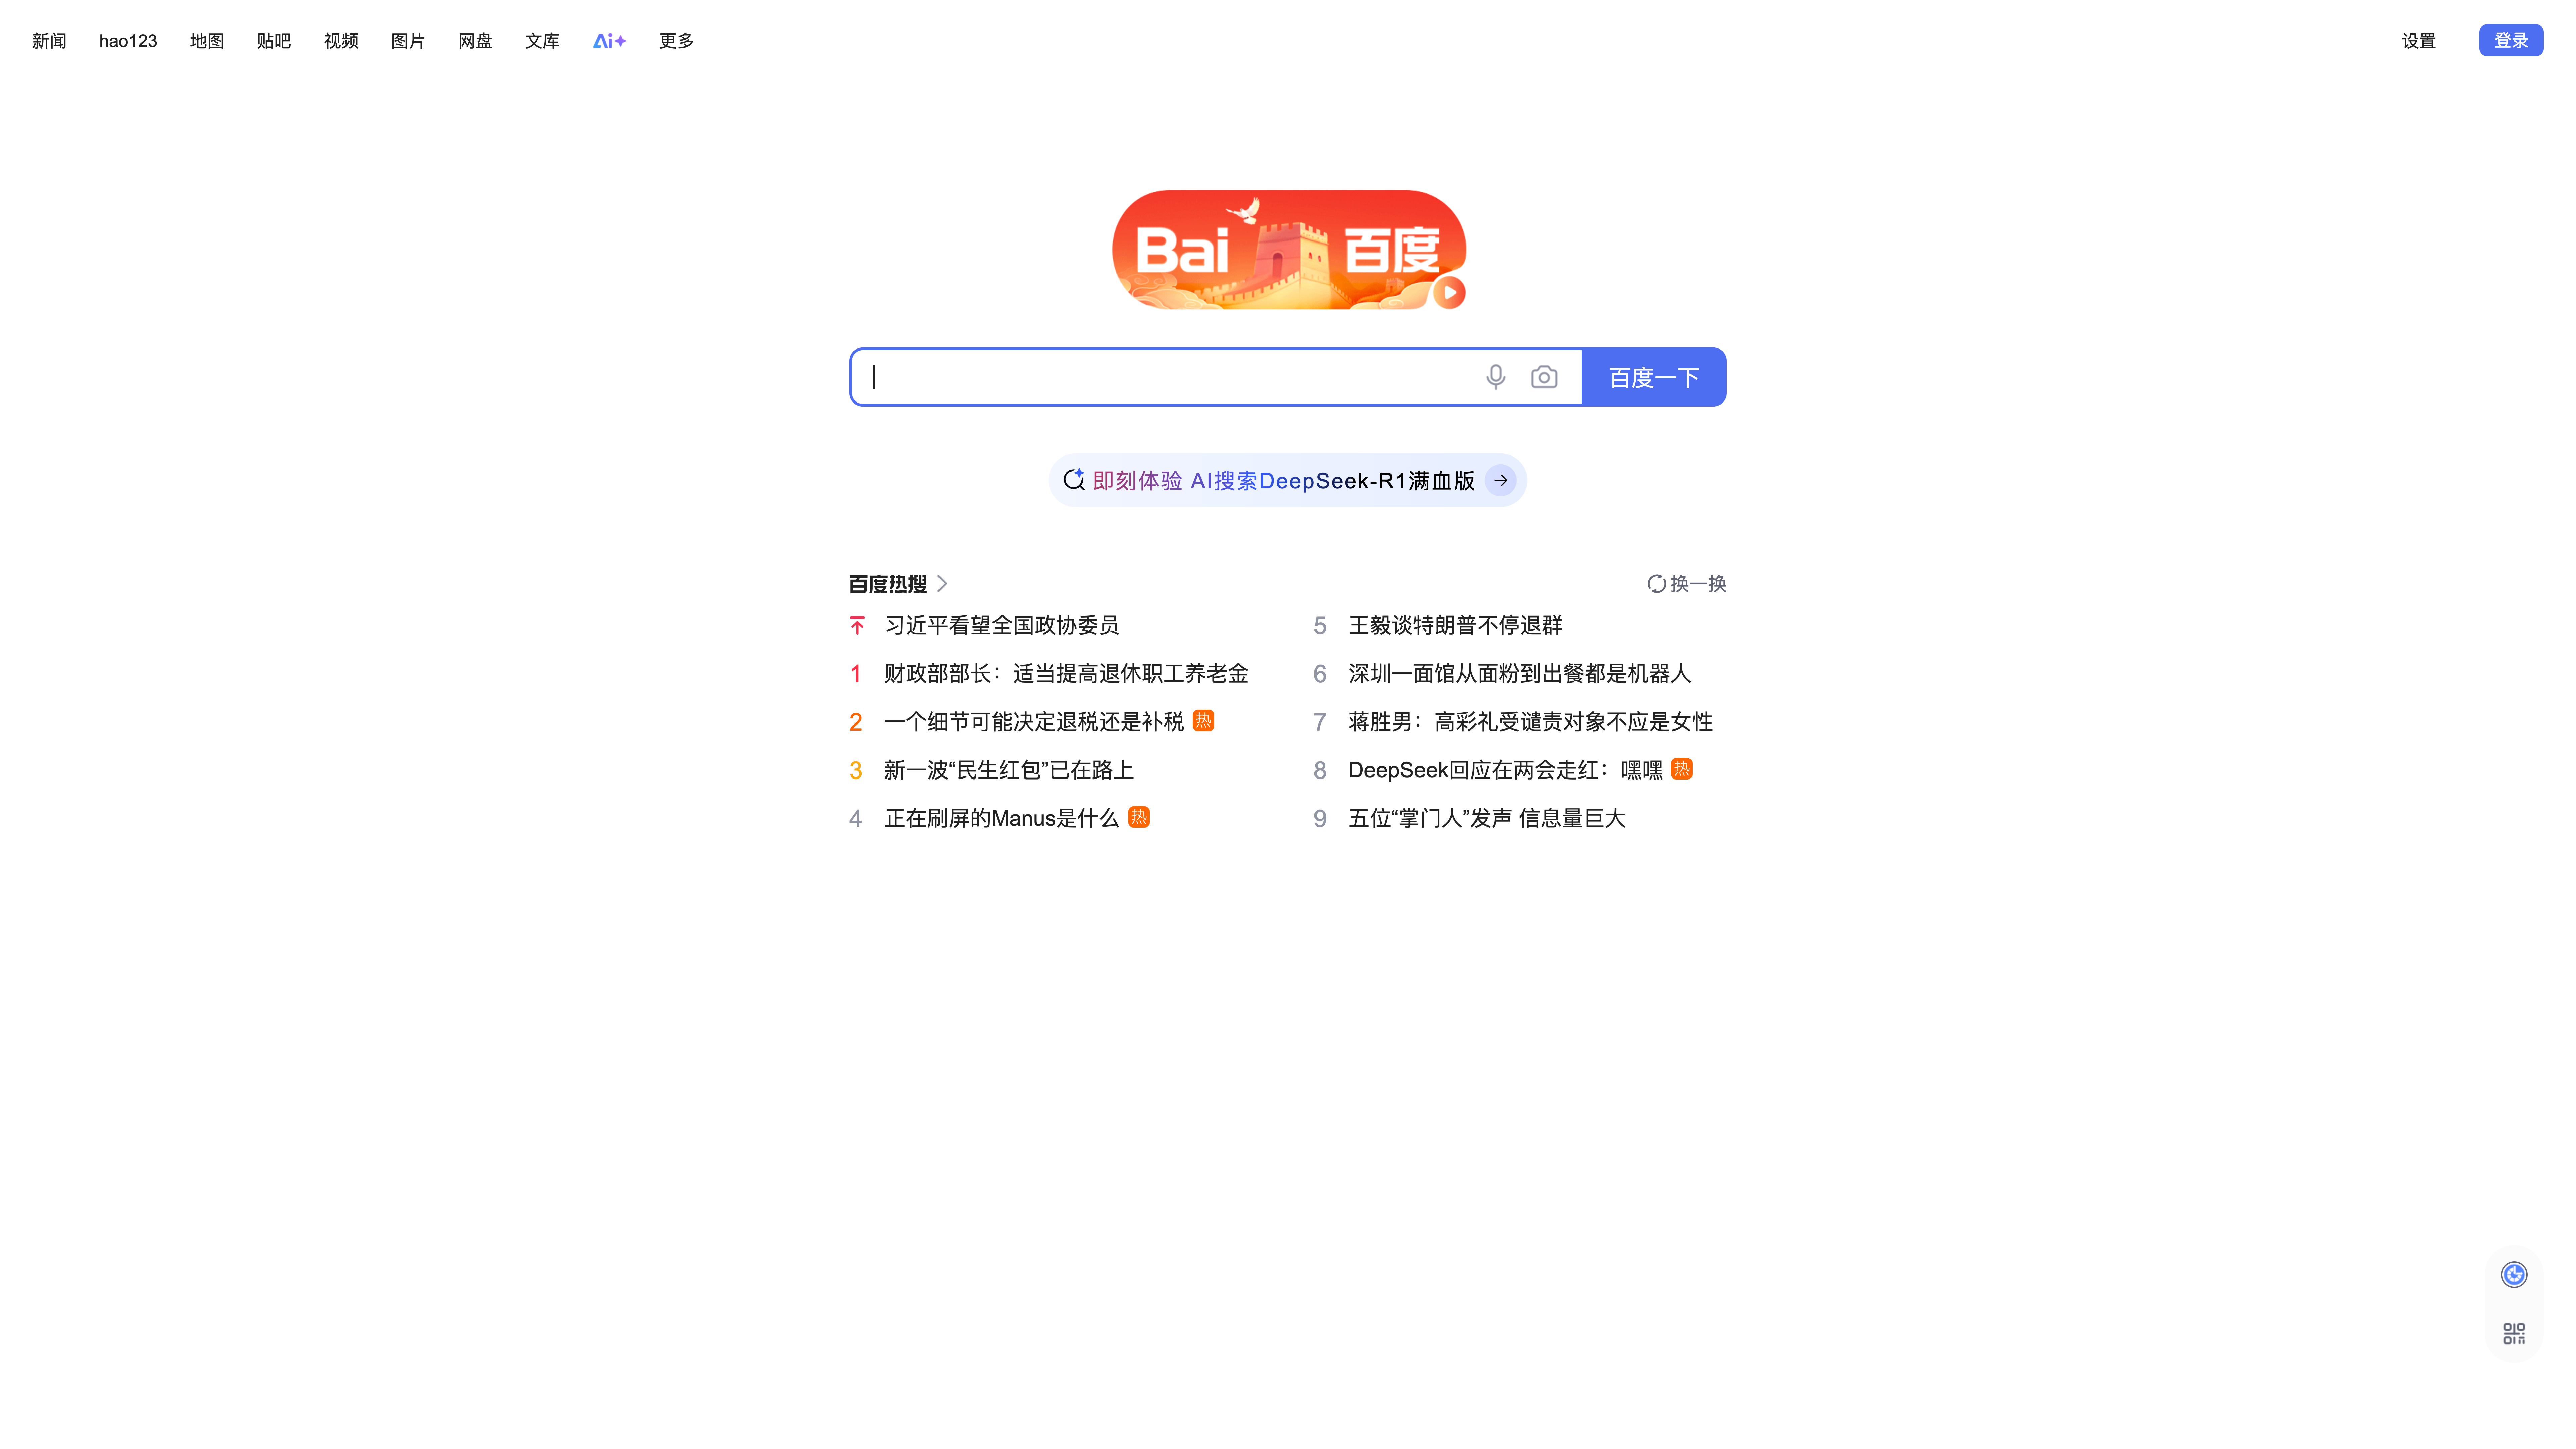 新闻 hao123 地图 贴吧 视频 图片 网盘 文库 Ai+ 更多 设置 登录
Bai 百度
百度一下
即刻体验 AI搜索DeepSeek-R1满血版
百度热搜 换一换
习近平看望全国政协委员
1 财政部部长：适当提高退休职工养老金
2 一个细节可能决定退税还是补税 热
3 新一波“民生红包”已在路上
4 正在刷屏的Manus是什么 热
5 王毅谈特朗普不停退群
6 深圳一面馆从面粉到出餐都是机器人
7 蒋胜男：高彩礼受谴责对象不应是女性
8 DeepSeek回应在两会走红：嘿嘿 热
9 五位“掌门人”发声 信息量巨大